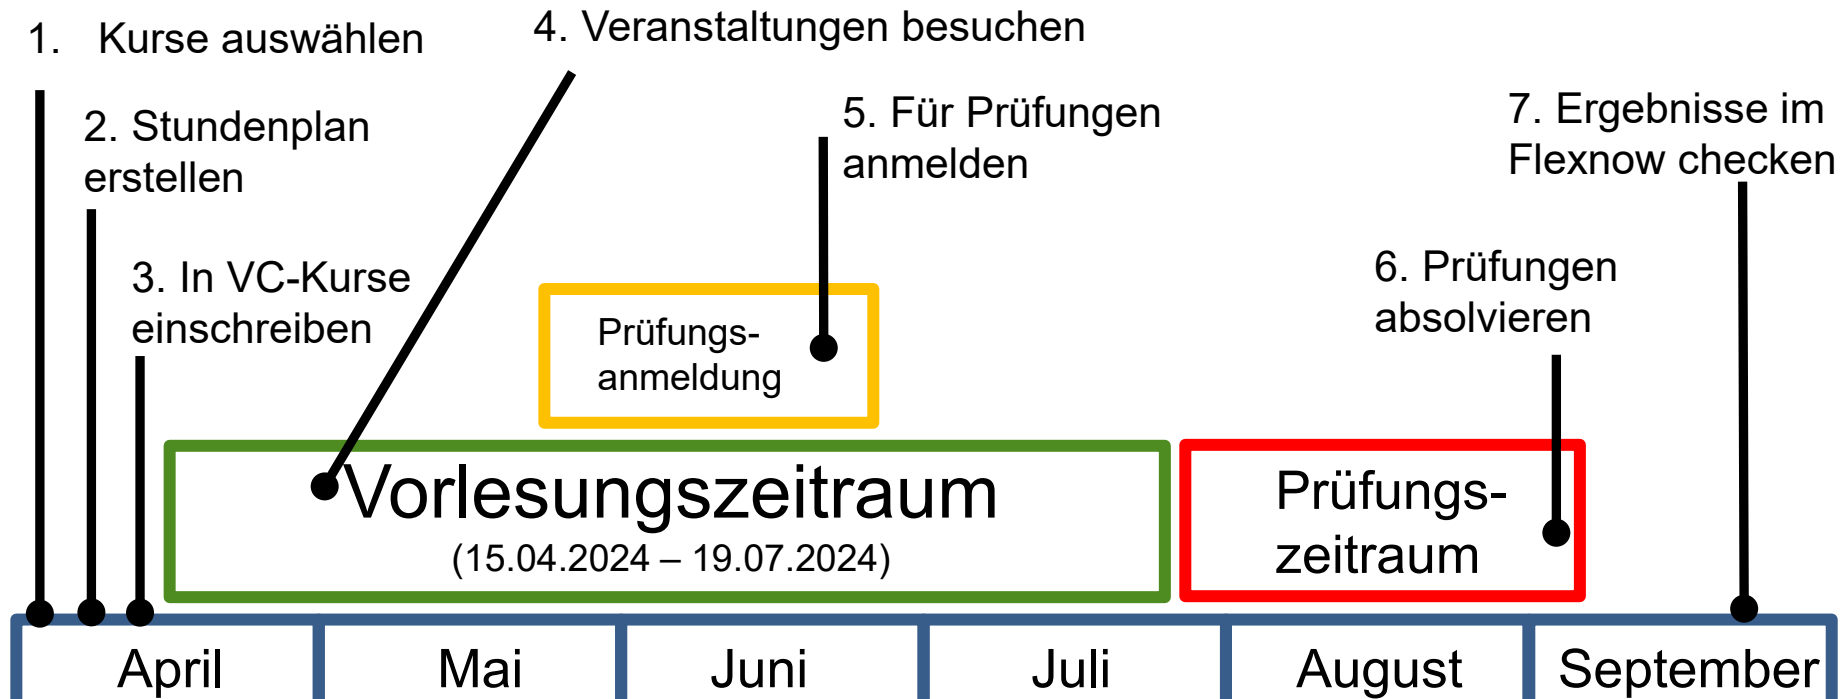 1. Kurse auswählen
2. Stundenplan
erstellen
3. In VC-Kurse
einschreiben
4. Veranstaltungen besuchen
5. Für Prüfungen
anmelden
6. Prüfungen
absolvieren
7. Ergebnisse im
Flexnow checken
Prüfungs-
anmeldung
Vorlesungszeitraum
(15.04.2024 – 19.07.2024)
Prüfungs-
zeitraum
April
Mai
Juni
Juli
August
September